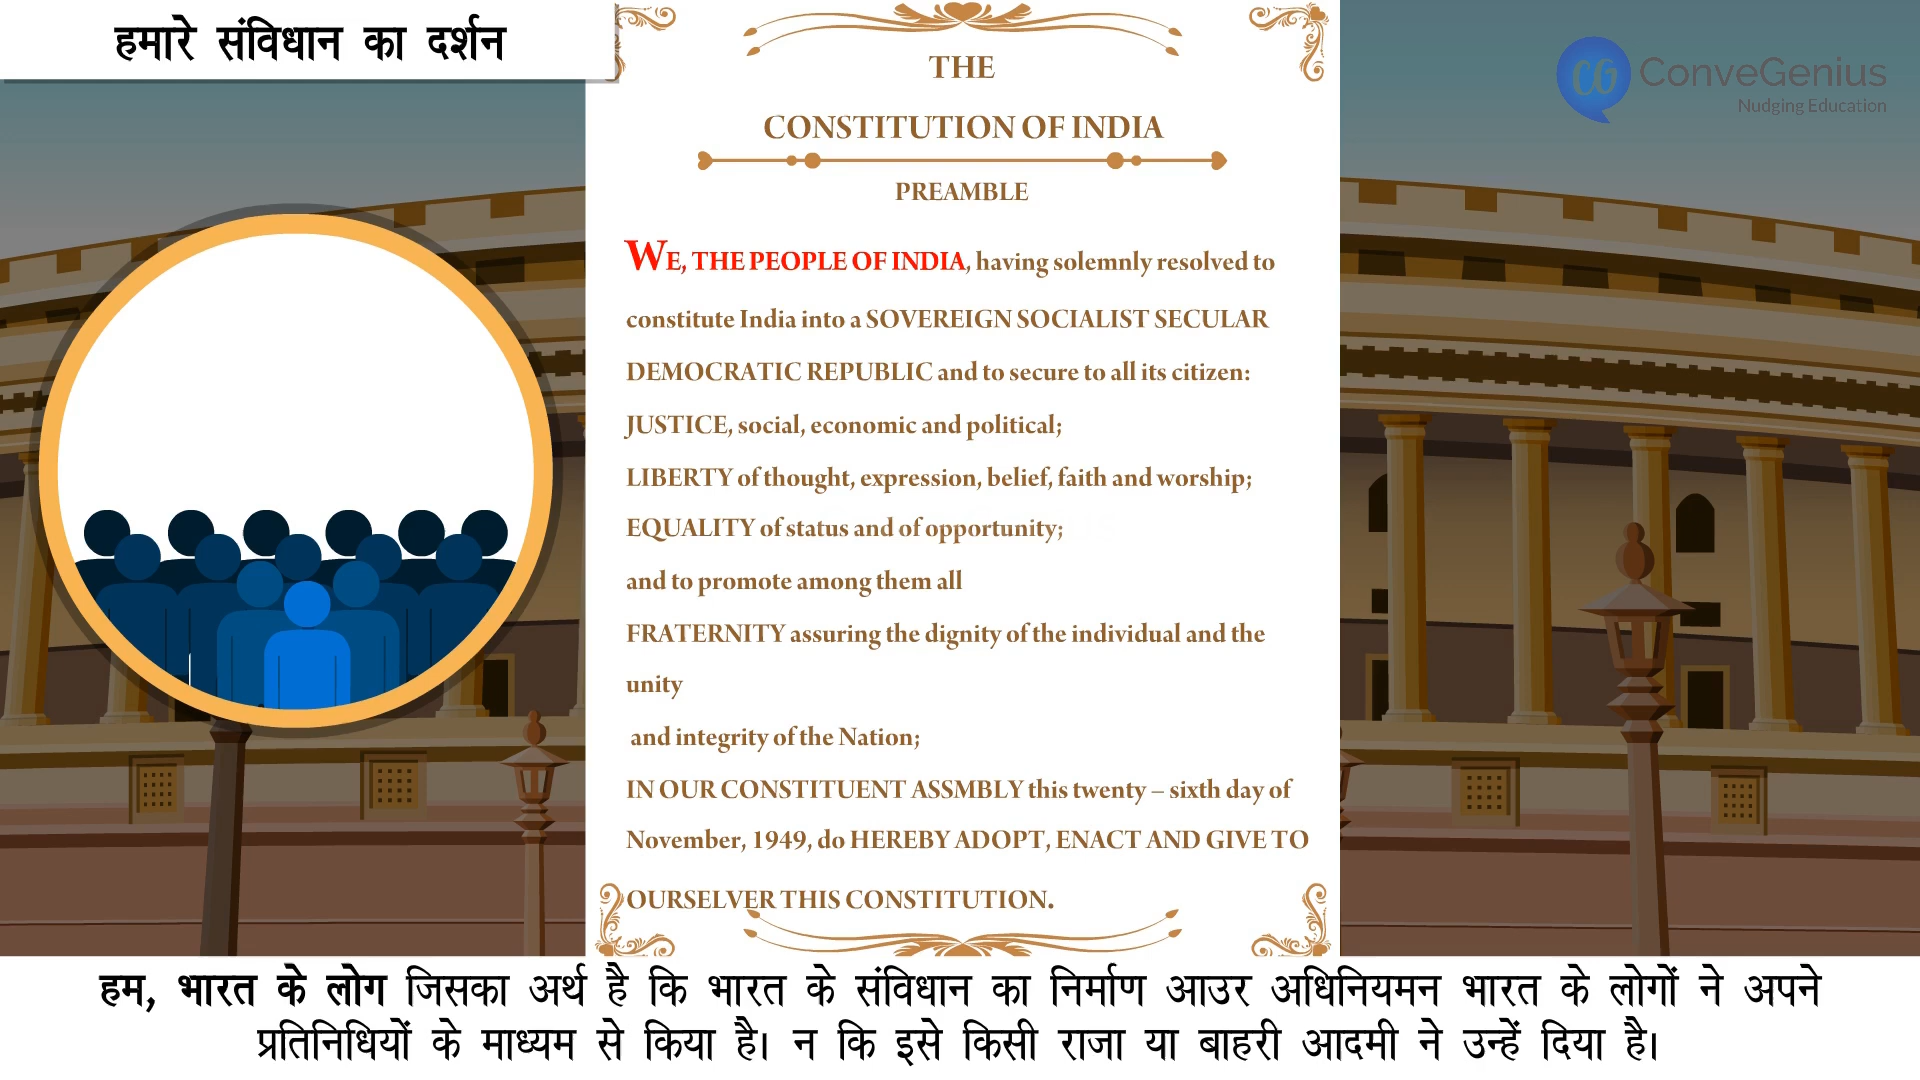 हमारे संविधान का दर्शन
CG ConveGenius
Nudging Education
THE
CONSTITUTION OF INDIA
PREAMBLE
WE, THE PEOPLE OF INDIA, having solemnly resolved to
constitute India into a SOVEREIGN SOCIALIST SECULAR
DEMOCRATIC REPUBLIC and to secure to all its citizen:
JUSTICE, social, economic and political;
LIBERTY of thought, expression, belief, faith and worship;
EQUALITY of status and of opportunity;
and to promote among them all
FRATERNITY assuring the dignity of the individual and the
unity
and integrity of the Nation;
IN OUR CONSTITUENT ASSMBLY this twenty – sixth day of
November, 1949, do HEREBY ADOPT, ENACT AND GIVE TO
OURSELVER THIS CONSTITUTION.
हम, भारत के लोग जिसका अर्थ है कि भारत के संविधान का निर्माण आउर अधिनियमन भारत के लोगों ने अपने
प्रतिनिधियों के माध्यम से किया है। न कि इसे किसी राजा या बाहरी आदमी ने उन्हें दिया है।